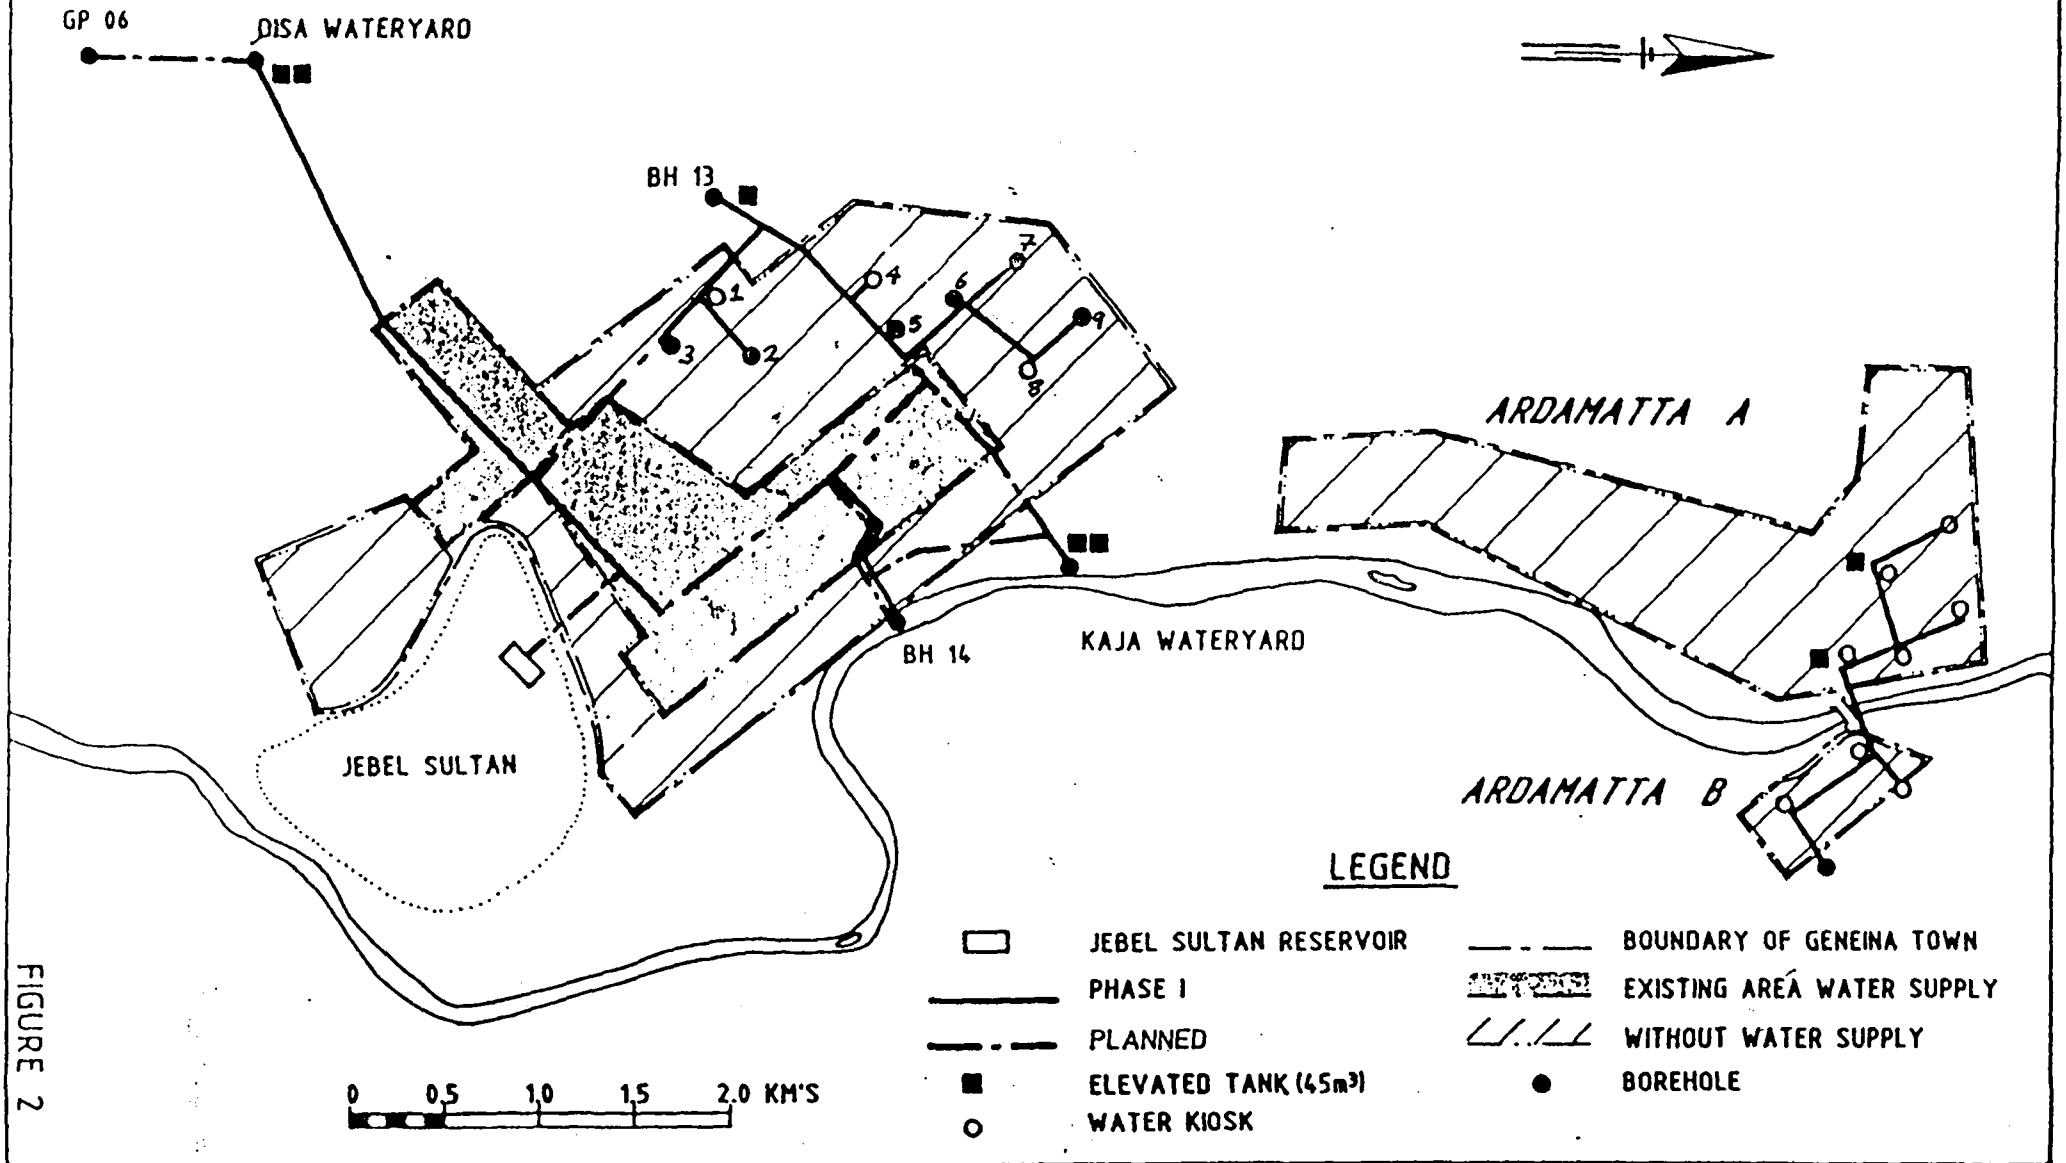 GP 06
DISA WATERYARD
BH 13
1
2
3
4
5
6
7
8
9
ARDAMATTA A
BH 14
KAJA WATERYARD
JEBEL SULTAN
ARDAMATTA B
LEGEND
JEBEL SULTAN RESERVOIR
PHASE I
PLANNED
ELEVATED TANK (45m³)
WATER KIOSK
BOUNDARY OF GENEINA TOWN
EXISTING AREA WATER SUPPLY
WITHOUT WATER SUPPLY
BOREHOLE
0 0,5 1,0 1,5 2.0 KM'S
FIGURE 2